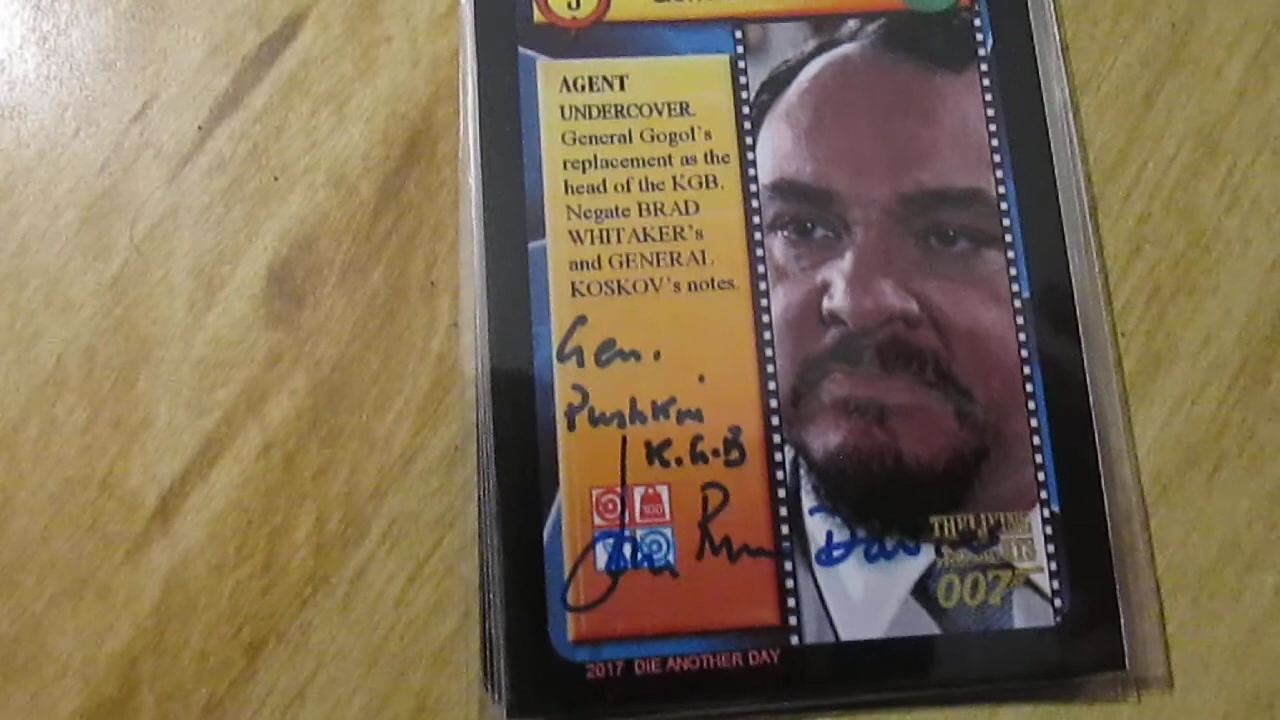 AGENT
UNDERCOVER.
General Gogol's
replacement as the
head of the KGB.
Negate BRAD
WHITAKER's
and GENERAL
KOSKOV's notes.
Gen.
Pushkin
K.G.B
100
THE LIVING
007
2017 DIE ANOTHER DAY